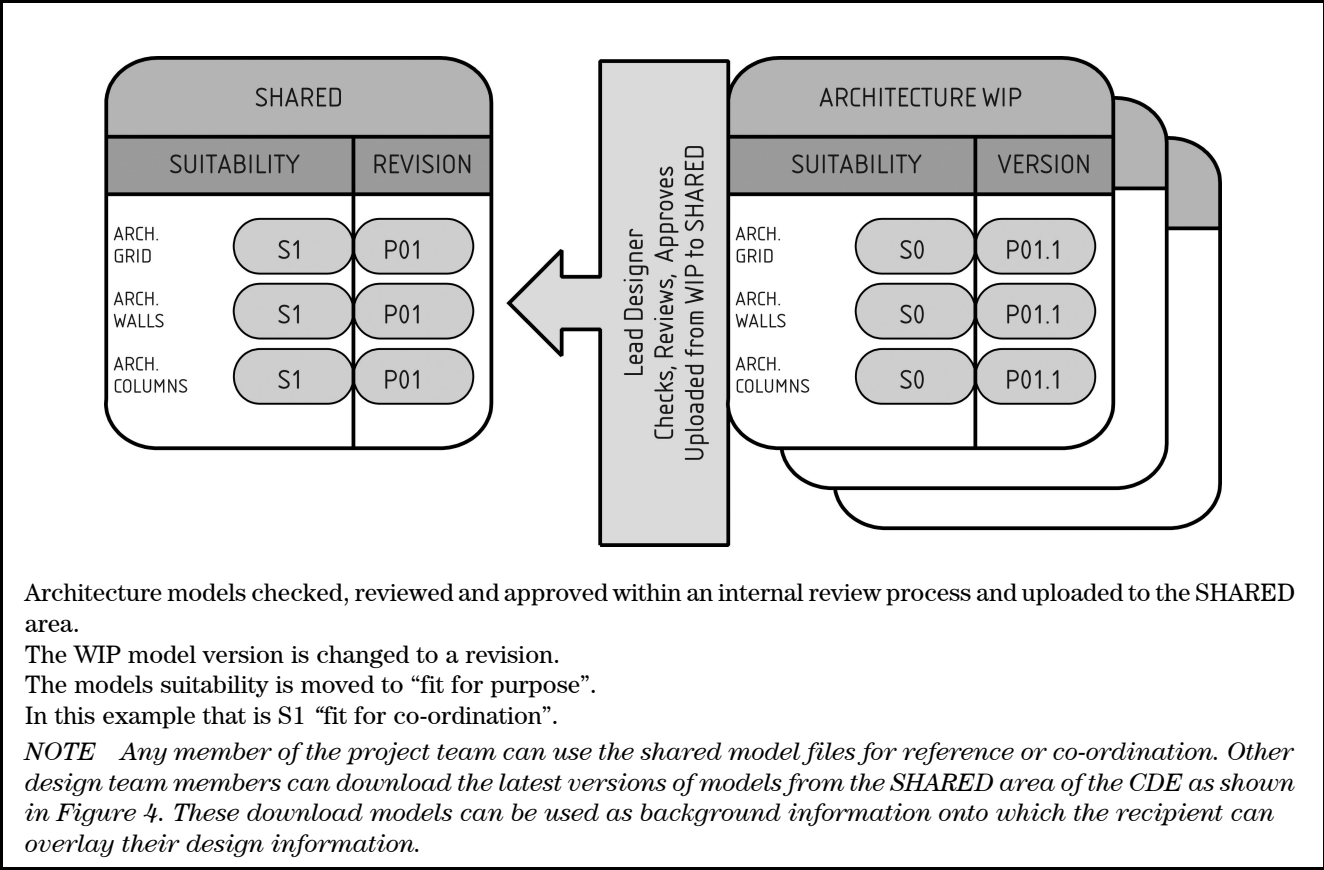 SHARED
SUITABILITY REVISION
ARCH.
GRID
S1 P01
ARCH.
WALLS
S1 P01
ARCH.
COLUMNS
S1 P01
Lead Designer
Checks, Reviews, Approves
Uploaded from WIP to SHARED
ARCHITECTURE WIP
SUITABILITY VERSION
ARCH.
GRID
S0 P01.1
ARCH.
WALLS
S0 P01.1
ARCH.
COLUMNS
S0 P01.1
Architecture models checked, reviewed and approved within an internal review process and uploaded to the SHARED
area.
The WIP model version is changed to a revision.
The models suitability is moved to “fit for purpose”.
In this example that is S1 “fit for co-ordination”.
NOTE Any member of the project team can use the shared model files for reference or co-ordination. Other
design team members can download the latest versions of models from the SHARED area of the CDE as shown
in Figure 4. These download models can be used as background information onto which the recipient can
overlay their design information.